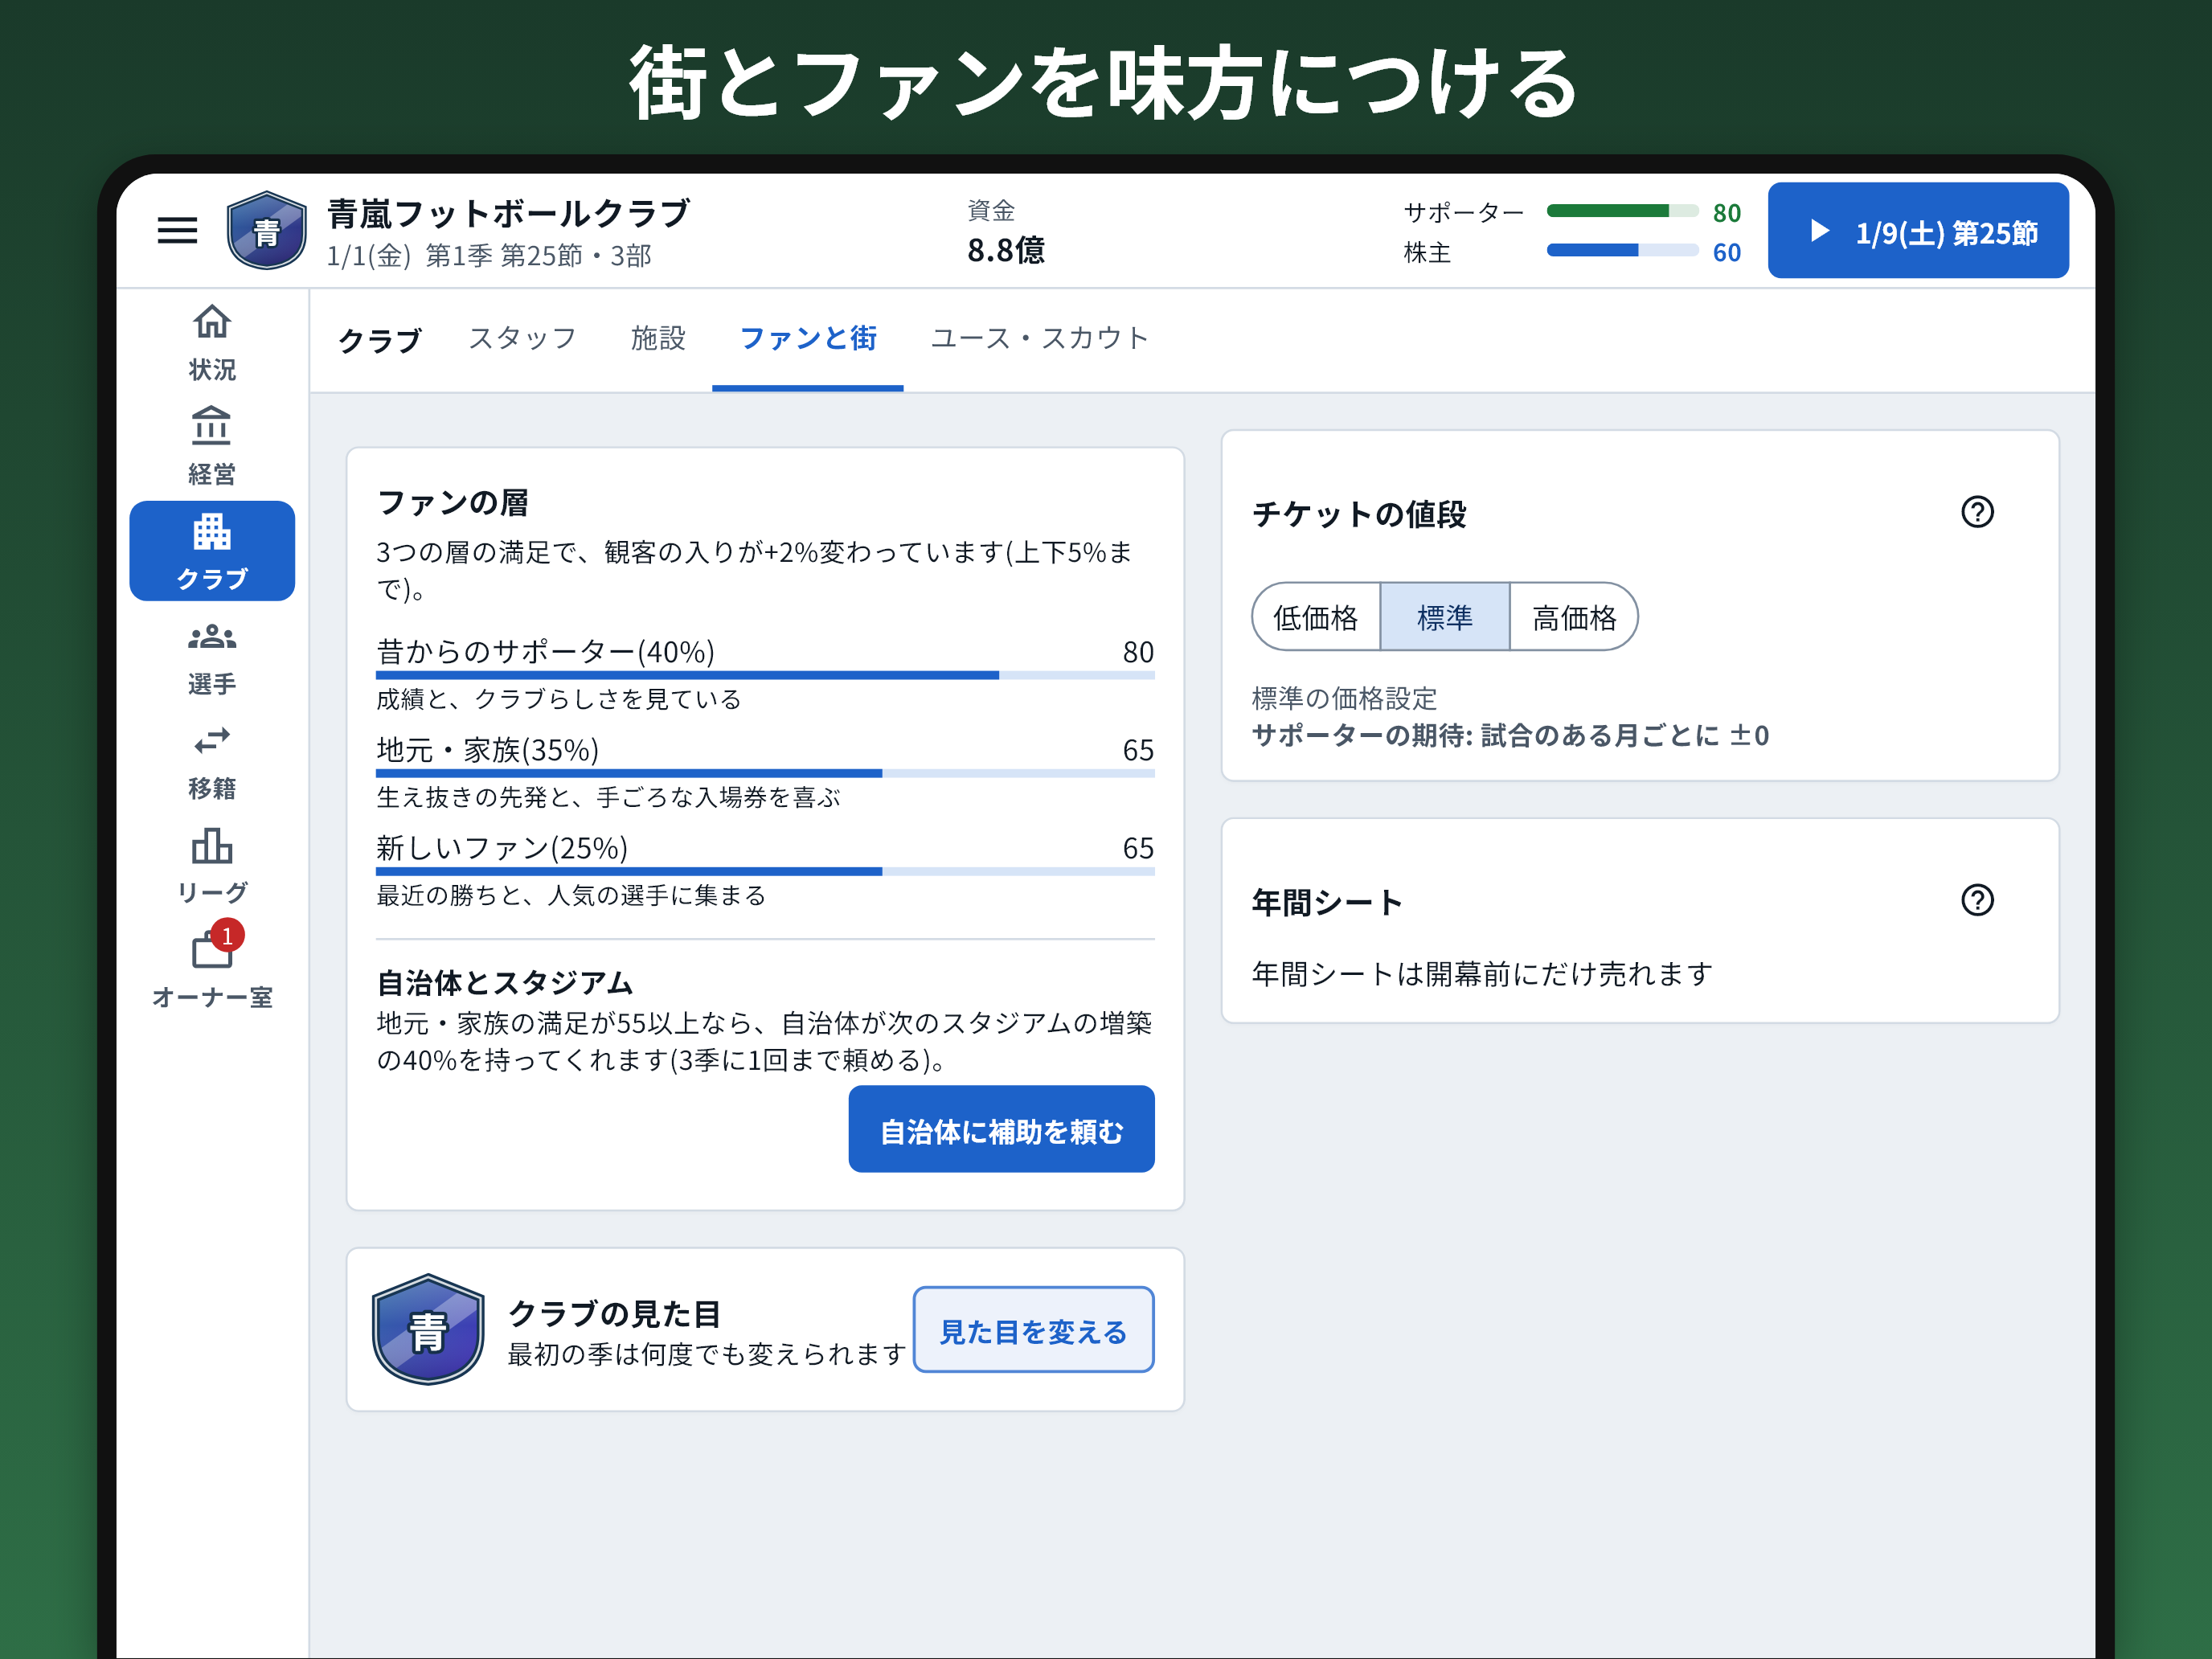 街とファンを味方につける
青
青嵐フットボールクラブ
1/1(金) 第1季 第25節・3部
資金
8.8億
サポーター 80
株主 60
1/9(土) 第25節
状況
経営
クラブ
選手
移籍
リーグ
1
オーナー室
クラブ スタッフ 施設 ファンと街 ユース・スカウト
ファンの層
3つの層の満足で、観客の入りが+2%変わっています(上下5%ま
で)。
昔からのサポーター(40%) 80
成績と、クラブらしさを見ている
地元・家族(35%) 65
生え抜きの先発と、手ごろな入場券を喜ぶ
新しいファン(25%) 65
最近の勝ちと、人気の選手に集まる
自治体とスタジアム
地元・家族の満足が55以上なら、自治体が次のスタジアムの増築
の40%を持ってくれます(3季に1回まで頼める)。
自治体に補助を頼む
青
クラブの見た目
最初の季は何度でも変えられます
見た目を変える
チケットの値段
低価格 標準 高価格
標準の価格設定
サポーターの期待: 試合のある月ごとに ±0
年間シート
年間シートは開幕前にだけ売れます